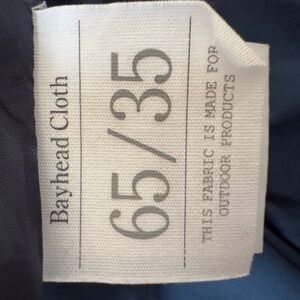 Bayhead Cloth
65/35
THIS FABRIC IS MADE FOR
OUTDOOR PRODUCTS